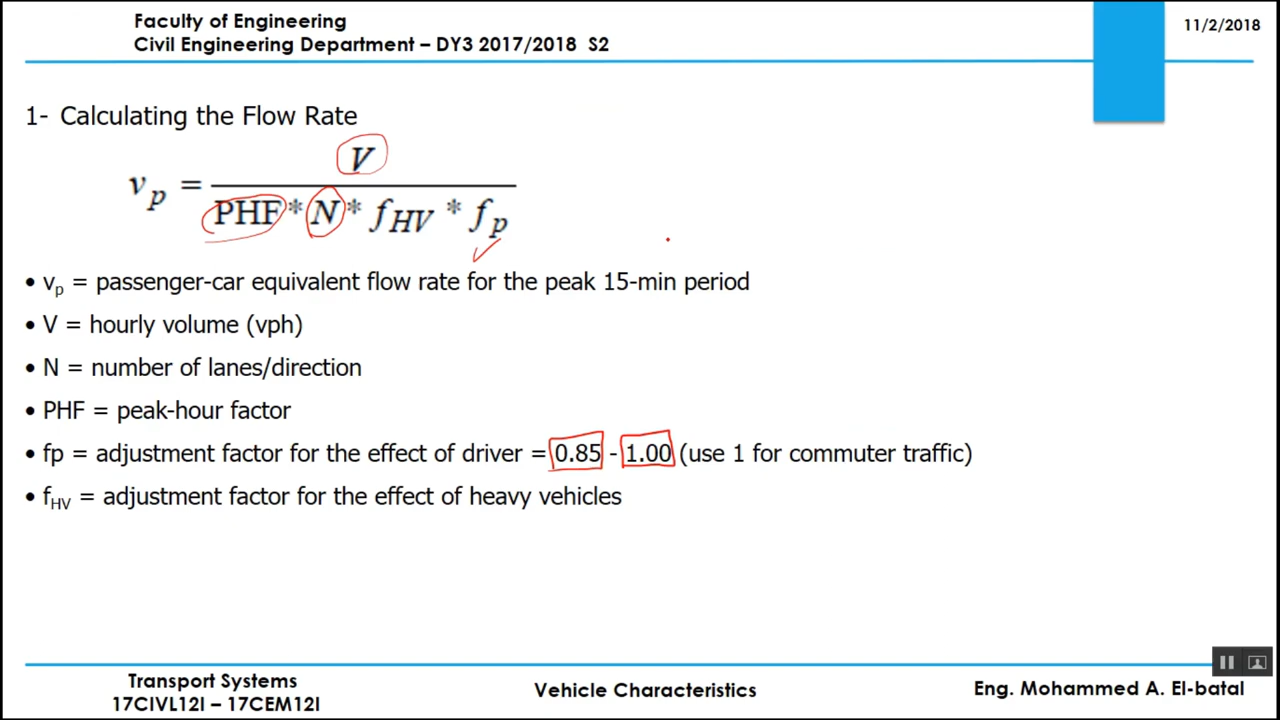 Faculty of Engineering
Civil Engineering Department – DY3 2017/2018 S2
11/2/2018
1- Calculating the Flow Rate
v_p = V / (PHF * N * f_HV * f_p)
• v_p = passenger-car equivalent flow rate for the peak 15-min period
• V = hourly volume (vph)
• N = number of lanes/direction
• PHF = peak-hour factor
• fp = adjustment factor for the effect of driver = 0.85 - 1.00 (use 1 for commuter traffic)
• f_HV = adjustment factor for the effect of heavy vehicles
Transport Systems
17CIVL12I – 17CEM12I
Vehicle Characteristics
Eng. Mohammed A. El-batal